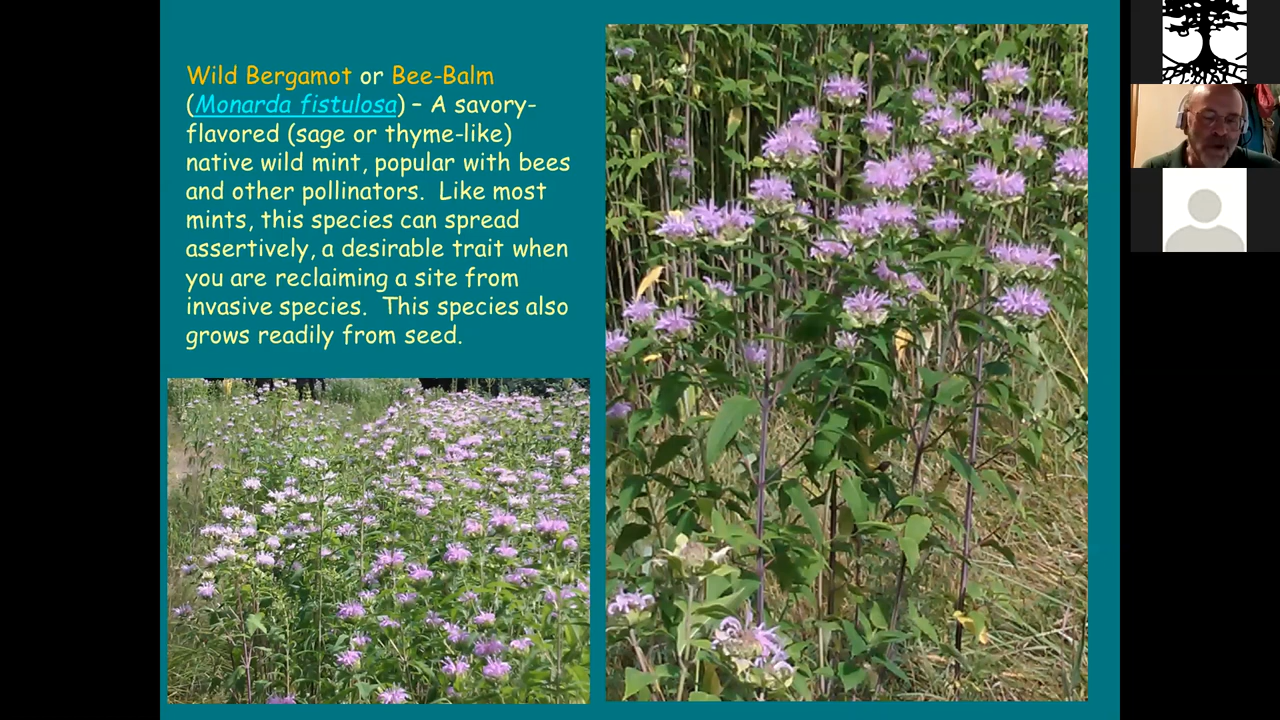 Wild Bergamot or Bee-Balm
(Monarda fistulosa) – A savory-
flavored (sage or thyme-like)
native wild mint, popular with bees
and other pollinators.  Like most
mints, this species can spread
assertively, a desirable trait when
you are reclaiming a site from
invasive species.  This species also
grows readily from seed.